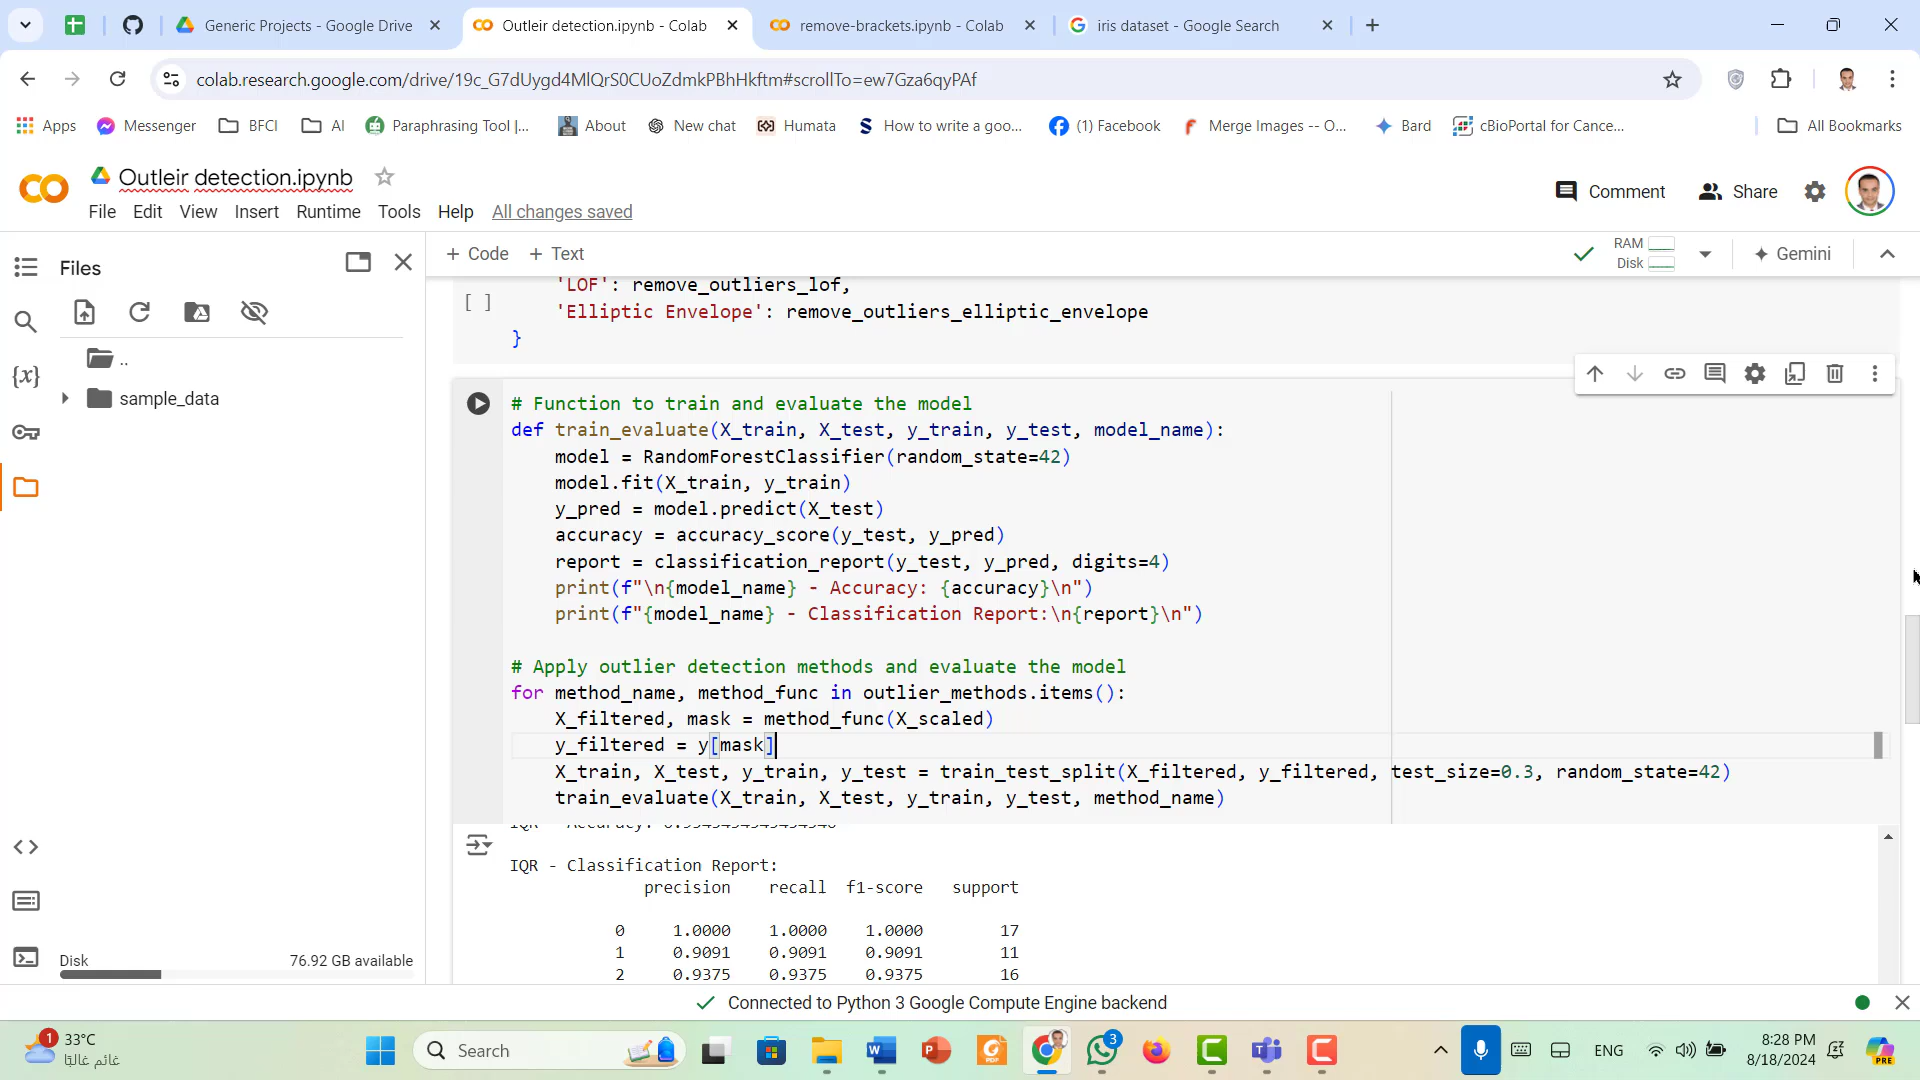 Generic Projects - Google Drive
Outleir detection.ipynb - Colab
remove-brackets.ipynb - Colab
iris dataset - Google Search
colab.research.google.com/drive/19c_G7dUygd4MlQrS0CUoZdmkPBhHkftm#scrollTo=ew7Gza6qyPAf
Apps
Messenger
BFCI
AI
Paraphrasing Tool |...
About
New chat
Humata
How to write a goo...
(1) Facebook
Merge Images -- O...
Bard
cBioPortal for Cance...
All Bookmarks
Outleir detection.ipynb
File Edit View Insert Runtime Tools Help All changes saved
Comment
Share
Files
+ Code + Text
RAM
Disk
Gemini
..
sample_data
[ ]
'LOF': remove_outliers_lof,
'Elliptic Envelope': remove_outliers_elliptic_envelope
}
# Function to train and evaluate the model
def train_evaluate(X_train, X_test, y_train, y_test, model_name):
model = RandomForestClassifier(random_state=42)
model.fit(X_train, y_train)
y_pred = model.predict(X_test)
accuracy = accuracy_score(y_test, y_pred)
report = classification_report(y_test, y_pred, digits=4)
print(f"\n{model_name} - Accuracy: {accuracy}\n")
print(f"{model_name} - Classification Report:\n{report}\n")
# Apply outlier detection methods and evaluate the model
for method_name, method_func in outlier_methods.items():
X_filtered, mask = method_func(X_scaled)
y_filtered = y[mask]
X_train, X_test, y_train, y_test = train_test_split(X_filtered, y_filtered, test_size=0.3, random_state=42)
train_evaluate(X_train, X_test, y_train, y_test, method_name)
IQR - Classification Report:
precision recall f1-score support
0 1.0000 1.0000 1.0000 17
1 0.9091 0.9091 0.9091 11
2 0.9375 0.9375 0.9375 16
Disk 76.92 GB available
Connected to Python 3 Google Compute Engine backend
1
33°C
غائم غالبًا
Search
3
ENG
8:28 PM
8/18/2024
PRE